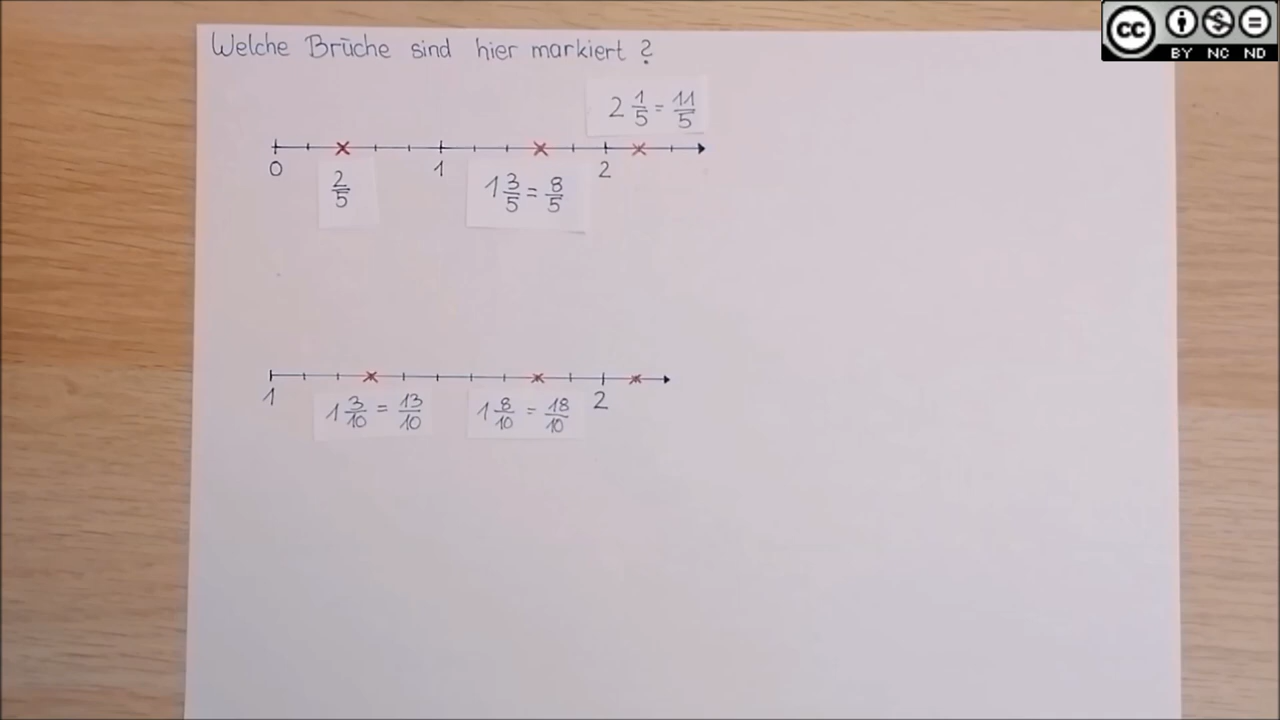 Welche Brüche sind hier markiert ?
2 1/5 = 11/5
0 1 2
2/5 1 3/5 = 8/5
1 2
1 3/10 = 13/10 1 8/10 = 18/10
CC BY NC ND